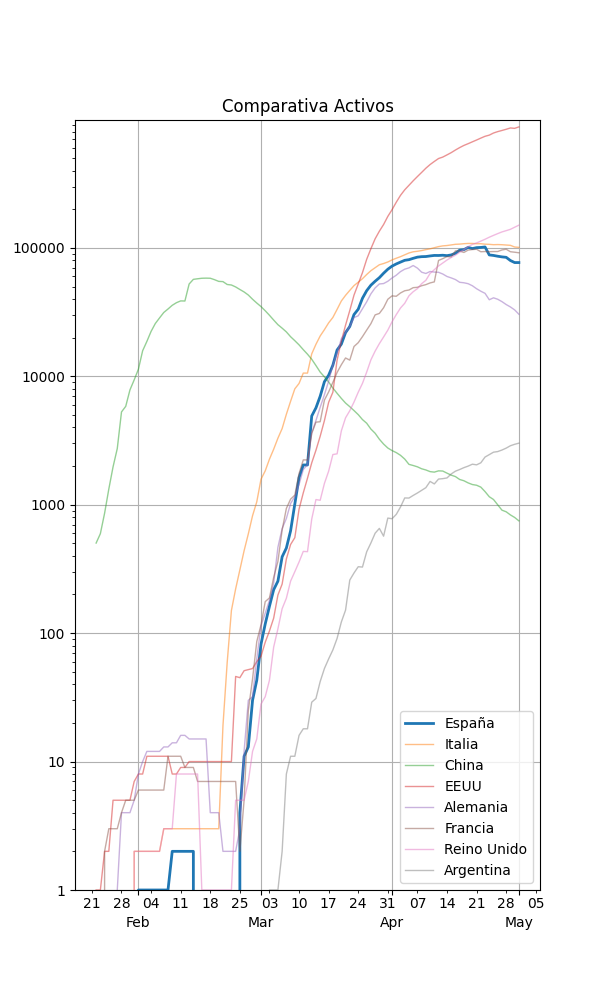 Comparativa Activos
100000
10000
1000
100
10
1
España
Italia
China
EEUU
Alemania
Francia
Reino Unido
Argentina
21 28 04 11 18 25 03 10 17 24 31 07 14 21 28 05
Feb Mar Apr May